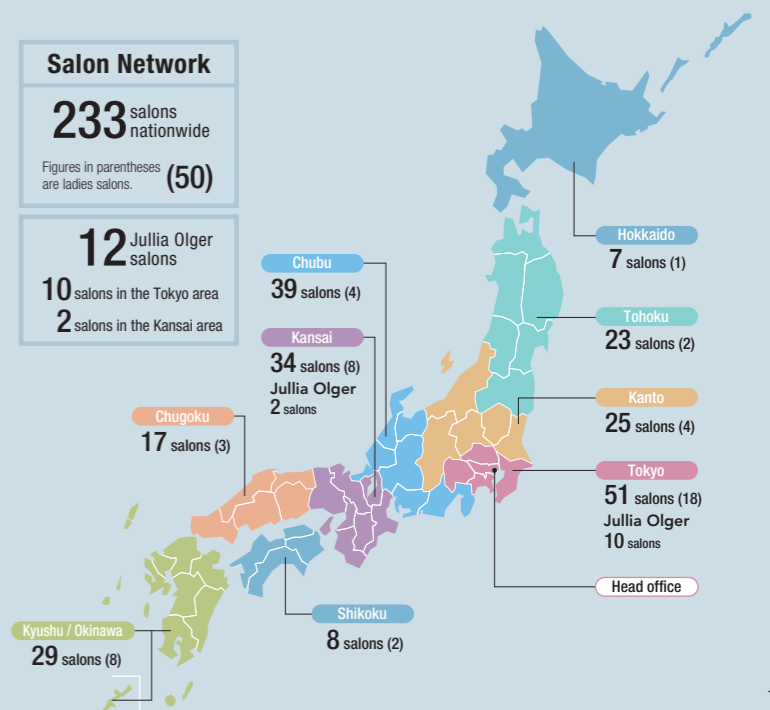 Salon Network
233 salons
nationwide
Figures in parentheses
are ladies salons. (50)
12 Jullia Olger
salons
10 salons in the Tokyo area
2 salons in the Kansai area
Hokkaido
7 salons (1)
Tohoku
23 salons (2)
Kanto
25 salons (4)
Tokyo
51 salons (18)
Jullia Olger
10 salons
Head office
Chubu
39 salons (4)
Kansai
34 salons (8)
Jullia Olger
2 salons
Chugoku
17 salons (3)
Shikoku
8 salons (2)
Kyushu / Okinawa
29 salons (8)